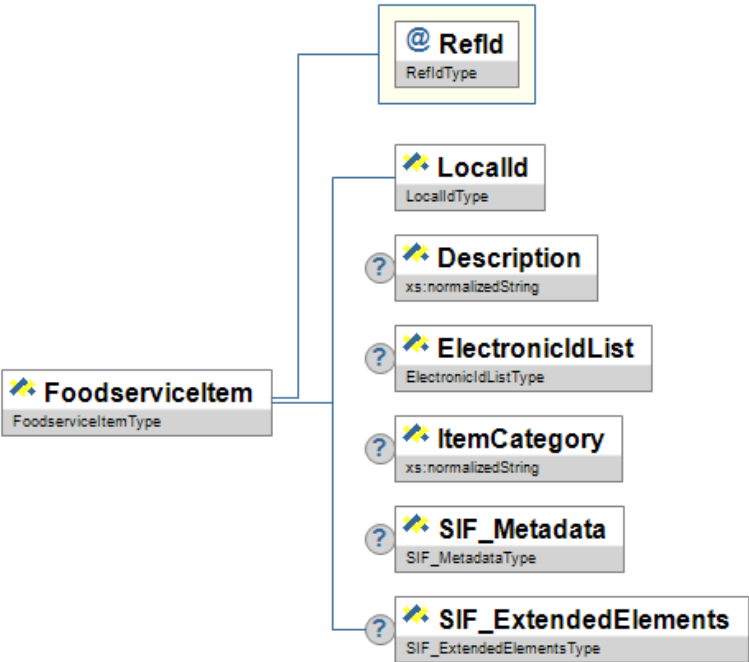 @ RefId
RefIdType
LocalId
LocalIdType
? Description
xs:normalizedString
? ElectronicIdList
ElectronicIdListType
FoodserviceItem
FoodserviceItemType
? ItemCategory
xs:normalizedString
? SIF_Metadata
SIF_MetadataType
? SIF_ExtendedElements
SIF_ExtendedElementsType